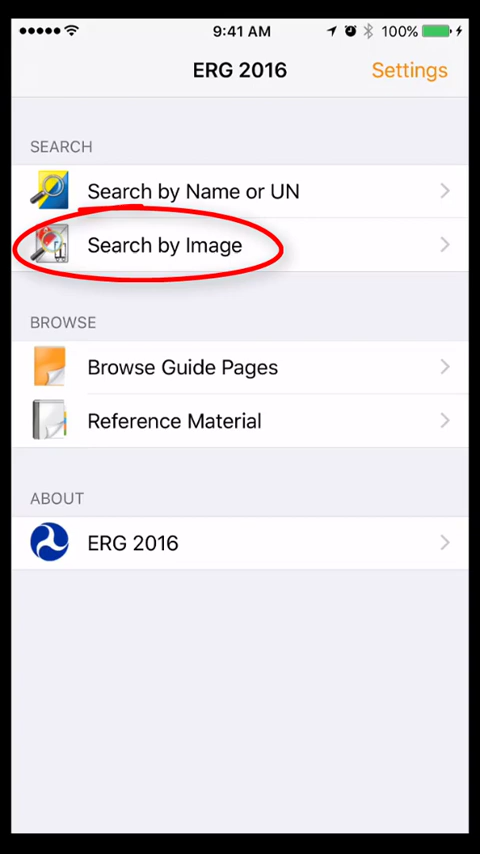 9:41 AM 100%
ERG 2016
Settings
SEARCH
Search by Name or UN
Search by Image
BROWSE
Browse Guide Pages
Reference Material
ABOUT
ERG 2016